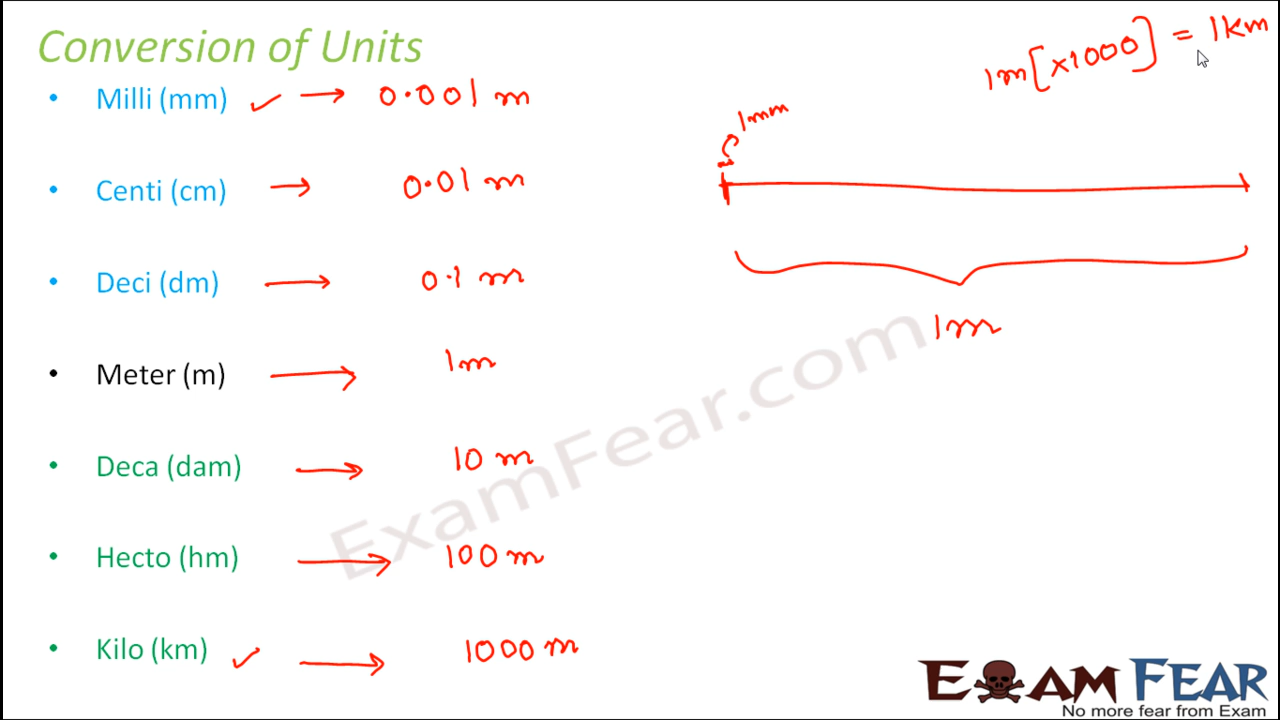 Conversion of Units
1m[×1000] = 1km
• Milli (mm) ✓ → 0.001 m
1mm
• Centi (cm) → 0.01 m
• Deci (dm) → 0.1 m
1m
• Meter (m) → 1m
• Deca (dam) → 10 m
• Hecto (hm) → 100 m
• Kilo (km) ✓ → 1000 m
ExamFear.com
EXAM FEAR
No more fear from Exam